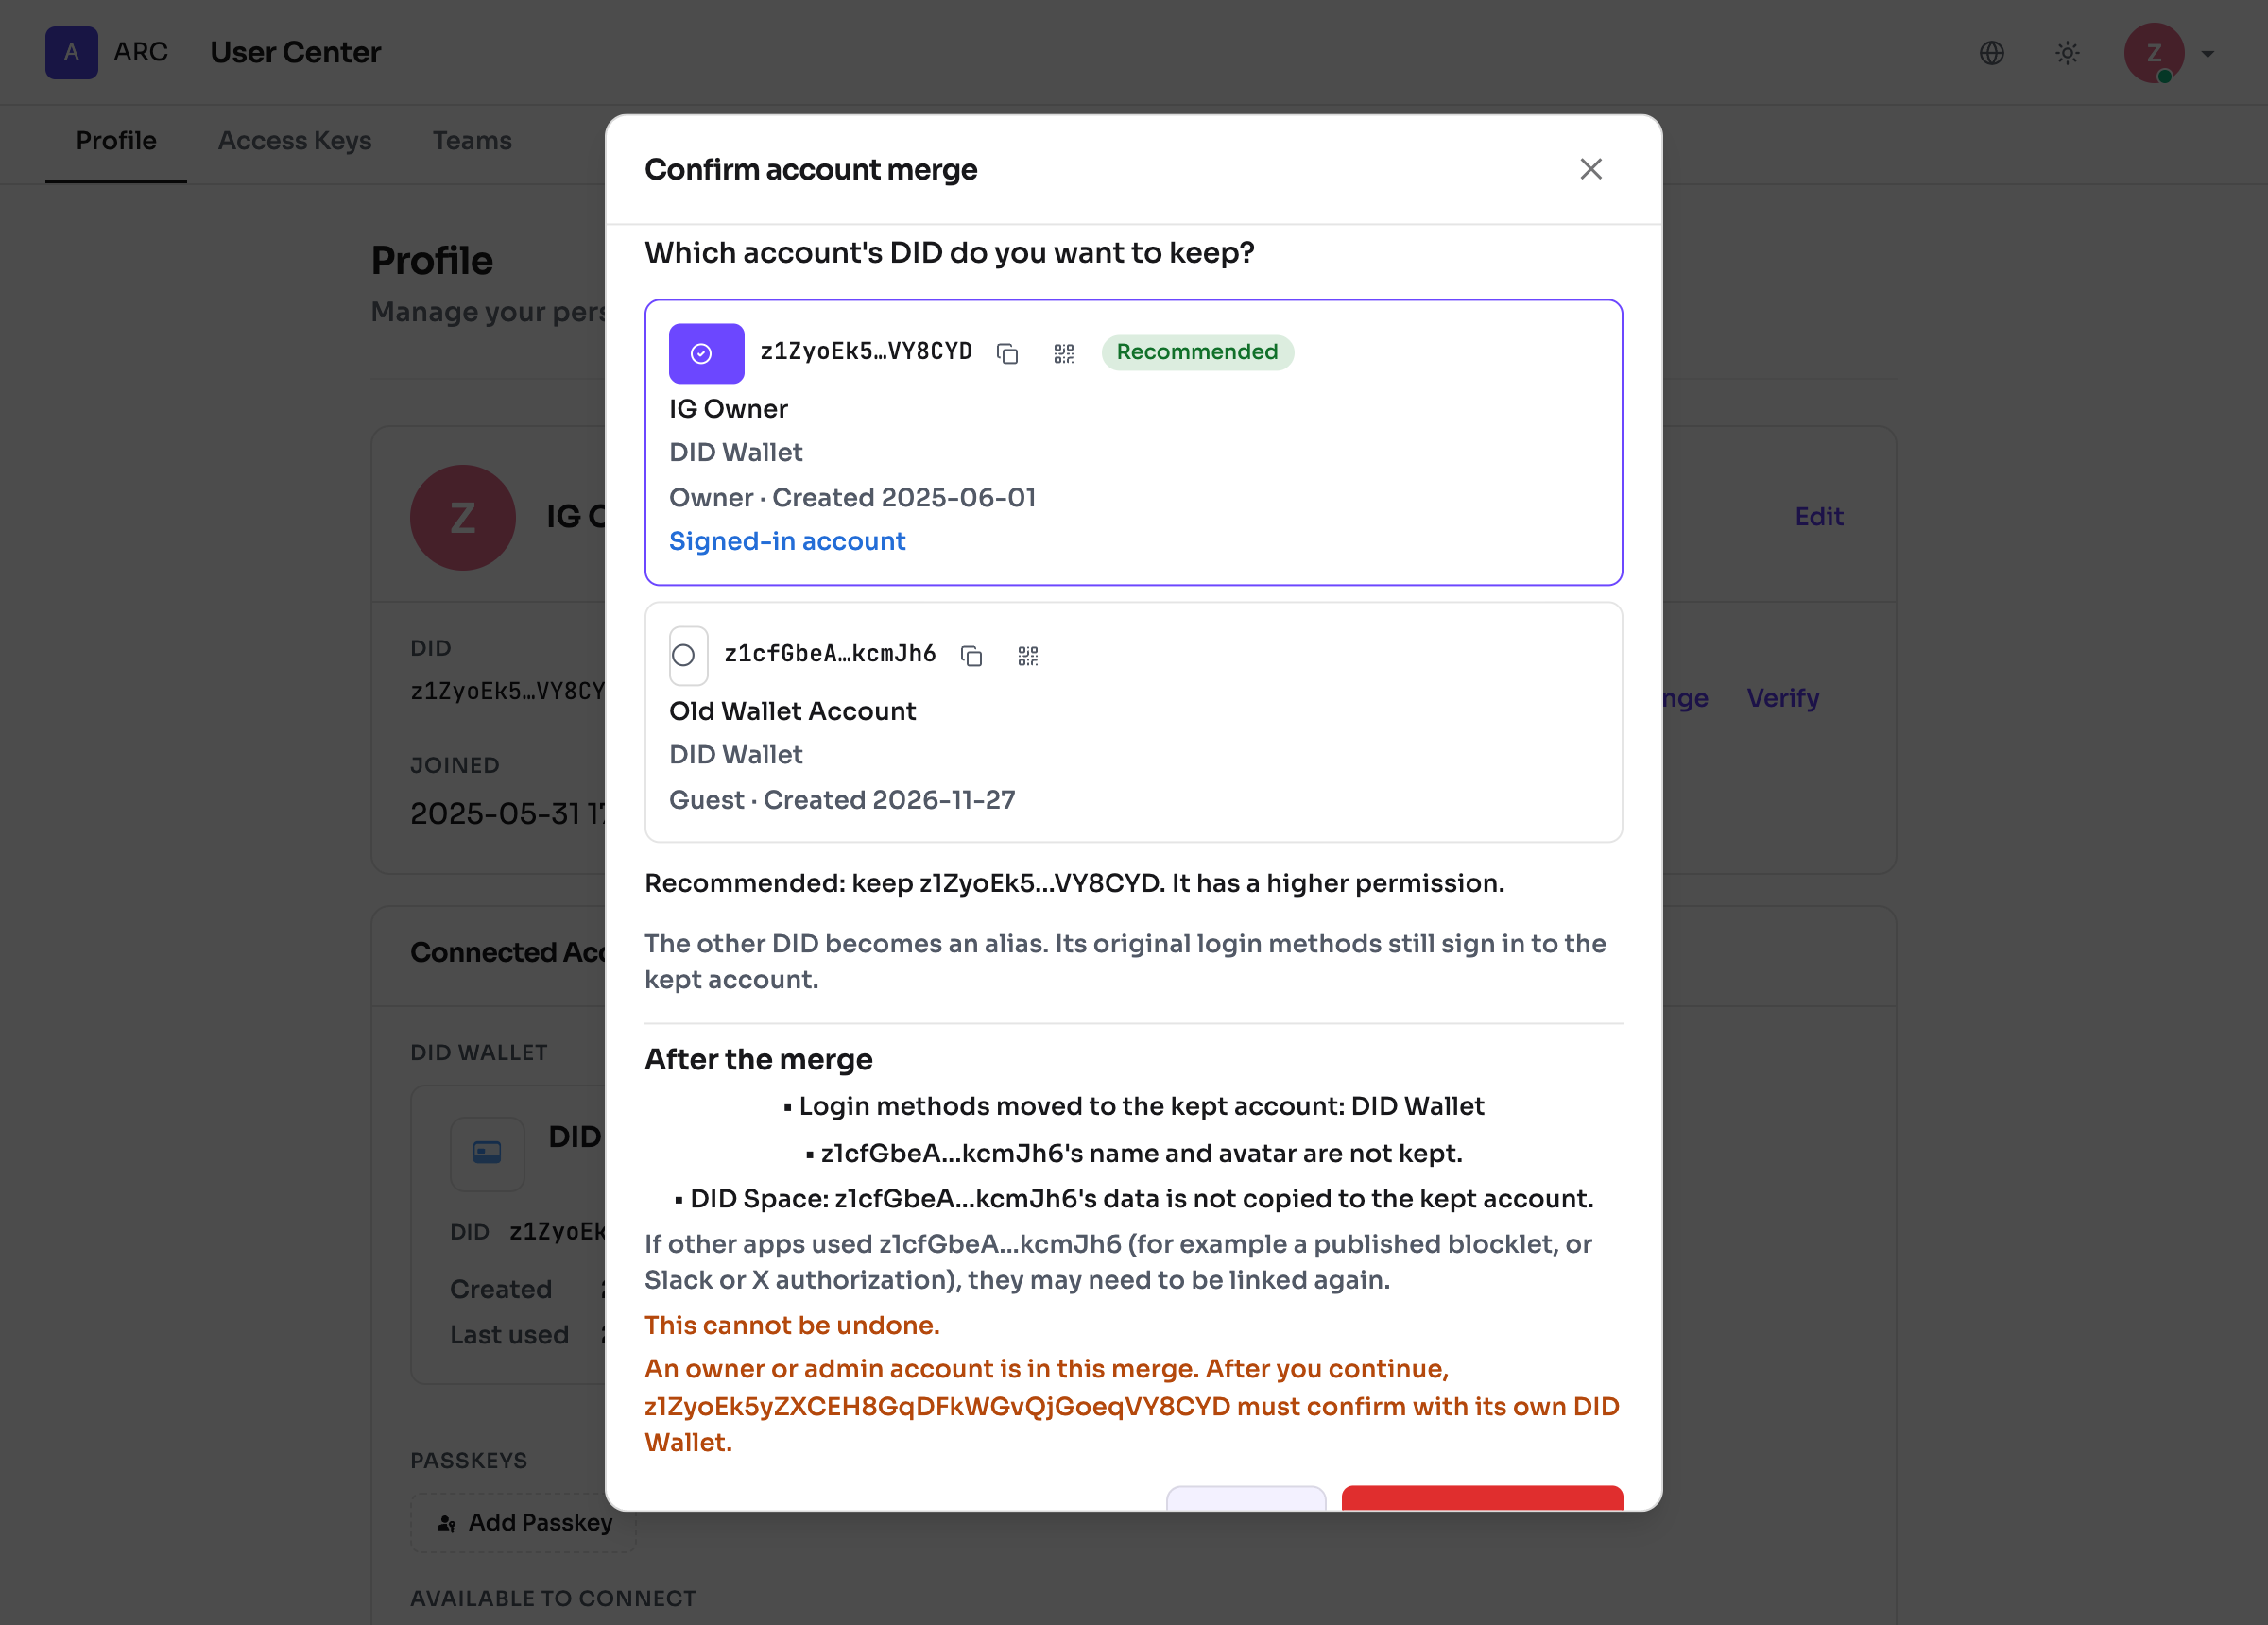 A ARC User Center
Z
Profile Access Keys Teams
Confirm account merge
Which account's DID do you want to keep?
z1ZyoEk5…VY8CYD Recommended
IG Owner
DID Wallet
Owner · Created 2025-06-01
Signed-in account
z1cfGbeA…kcmJh6
Old Wallet Account
DID Wallet
Guest · Created 2026-11-27
Recommended: keep z1ZyoEk5...VY8CYD. It has a higher permission.
The other DID becomes an alias. Its original login methods still sign in to the
kept account.
After the merge
▪ Login methods moved to the kept account: DID Wallet
▪ z1cfGbeA...kcmJh6's name and avatar are not kept.
▪ DID Space: z1cfGbeA...kcmJh6's data is not copied to the kept account.
If other apps used z1cfGbeA...kcmJh6 (for example a published blocklet, or
Slack or X authorization), they may need to be linked again.
This cannot be undone.
An owner or admin account is in this merge. After you continue,
z1ZyoEk5yZXCEH8GqDFkWGvQjGoeqVY8CYD must confirm with its own DID
Wallet.
Profile
Manage your
Z IG
Edit
DID
z1ZyoEk5…VY8CY
Verify
JOINED
2025-05-31
Connected
DID WALLET
DID
DID z1ZyoEk
Created
Last used
PASSKEYS
Add Passkey
AVAILABLE TO CONNECT